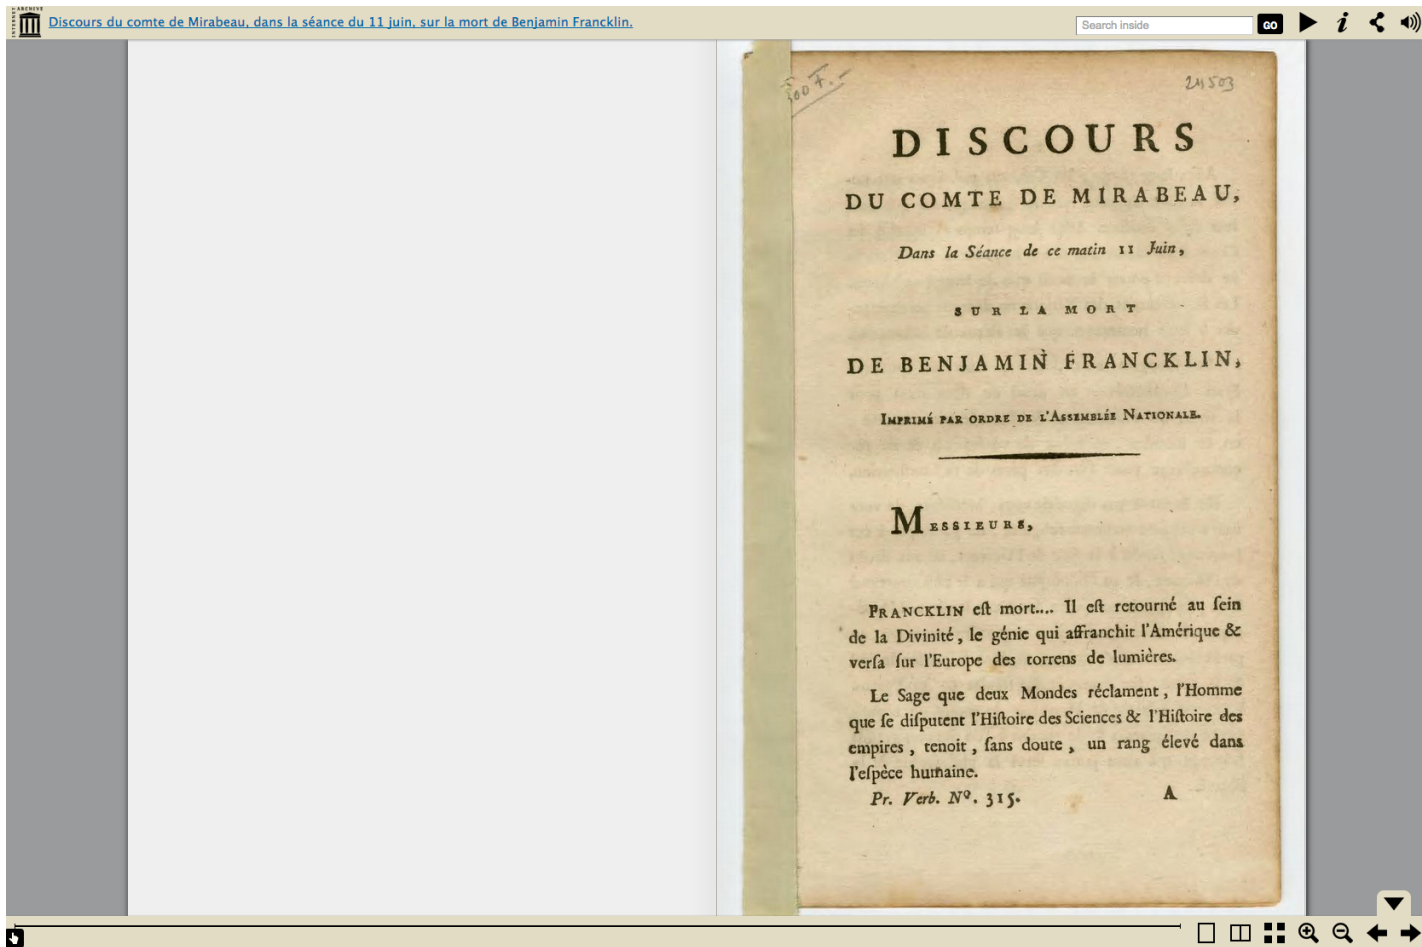 INTERNET ARCHIVE
Discours du comte de Mirabeau, dans la séance du 11 juin, sur la mort de Benjamin Francklin.
Search inside
GO
300 F.-
24503
DISCOURS
DU COMTE DE MIRABEAU,
Dans la Séance de ce matin 11 Juin,
SUR LA MORT
DE BENJAMIN FRANCKLIN,
IMPRIMÉ PAR ORDRE DE L'ASSEMBLÉE NATIONALE.
MESSIEURS,
FRANCKLIN eſt mort.... Il eſt retourné au ſein
de la Divinité, le génie qui affranchit l'Amérique &
verſa ſur l'Europe des torrens de lumières.
Le Sage que deux Mondes réclament, l'Homme
que ſe diſputent l'Hiſtoire des Sciences & l'Hiſtoire des
empires, tenoit, ſans doute, un rang élevé dans
l'eſpèce humaine.
Pr. Verb. Nº. 315. A